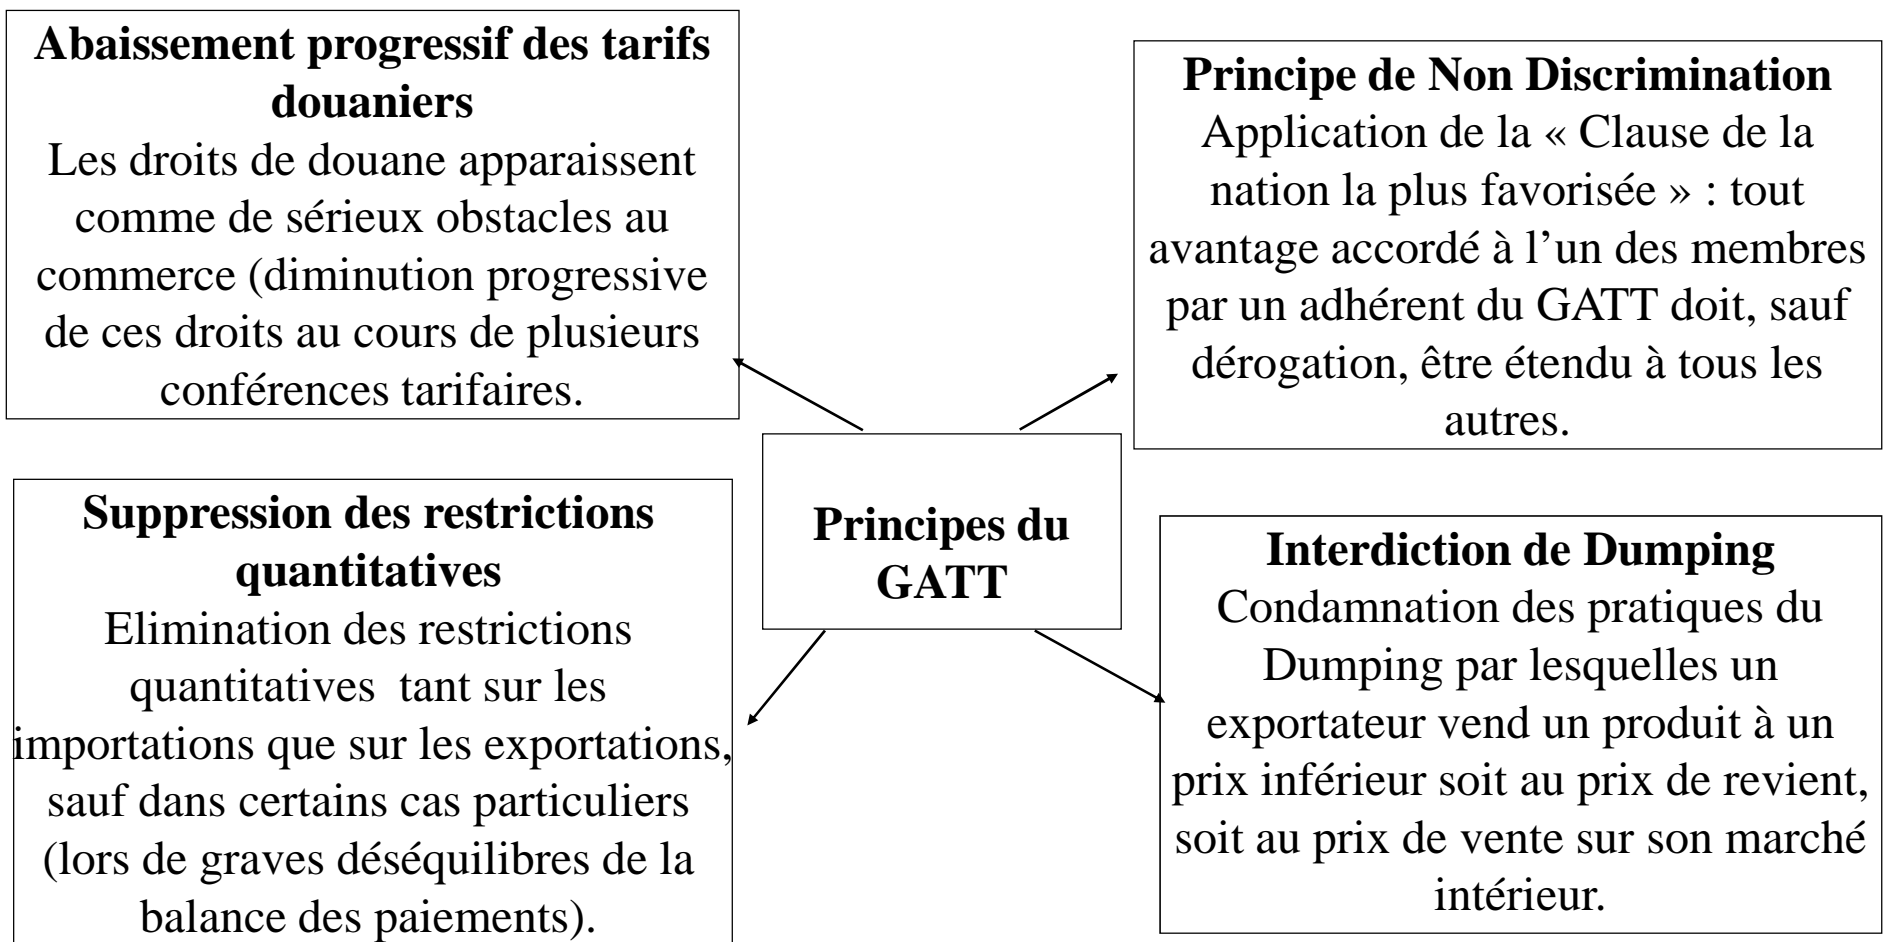 Abaissement progressif des tarifs
douaniers
Les droits de douane apparaissent
comme de sérieux obstacles au
commerce (diminution progressive
de ces droits au cours de plusieurs
conférences tarifaires.
Principe de Non Discrimination
Application de la « Clause de la
nation la plus favorisée » : tout
avantage accordé à l’un des membres
par un adhérent du GATT doit, sauf
dérogation, être étendu à tous les
autres.
Principes du
GATT
Suppression des restrictions
quantitatives
Elimination des restrictions
quantitatives tant sur les
importations que sur les exportations,
sauf dans certains cas particuliers
(lors de graves déséquilibres de la
balance des paiements).
Interdiction de Dumping
Condamnation des pratiques du
Dumping par lesquelles un
exportateur vend un produit à un
prix inférieur soit au prix de revient,
soit au prix de vente sur son marché
intérieur.